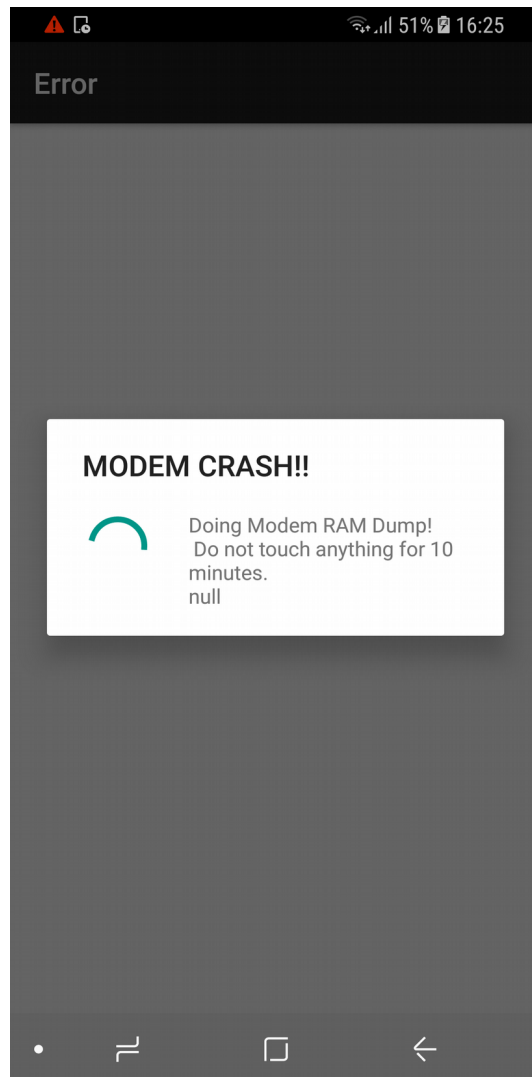 51% 16:25
Error
MODEM CRASH!!
Doing Modem RAM Dump!
Do not touch anything for 10
minutes.
null